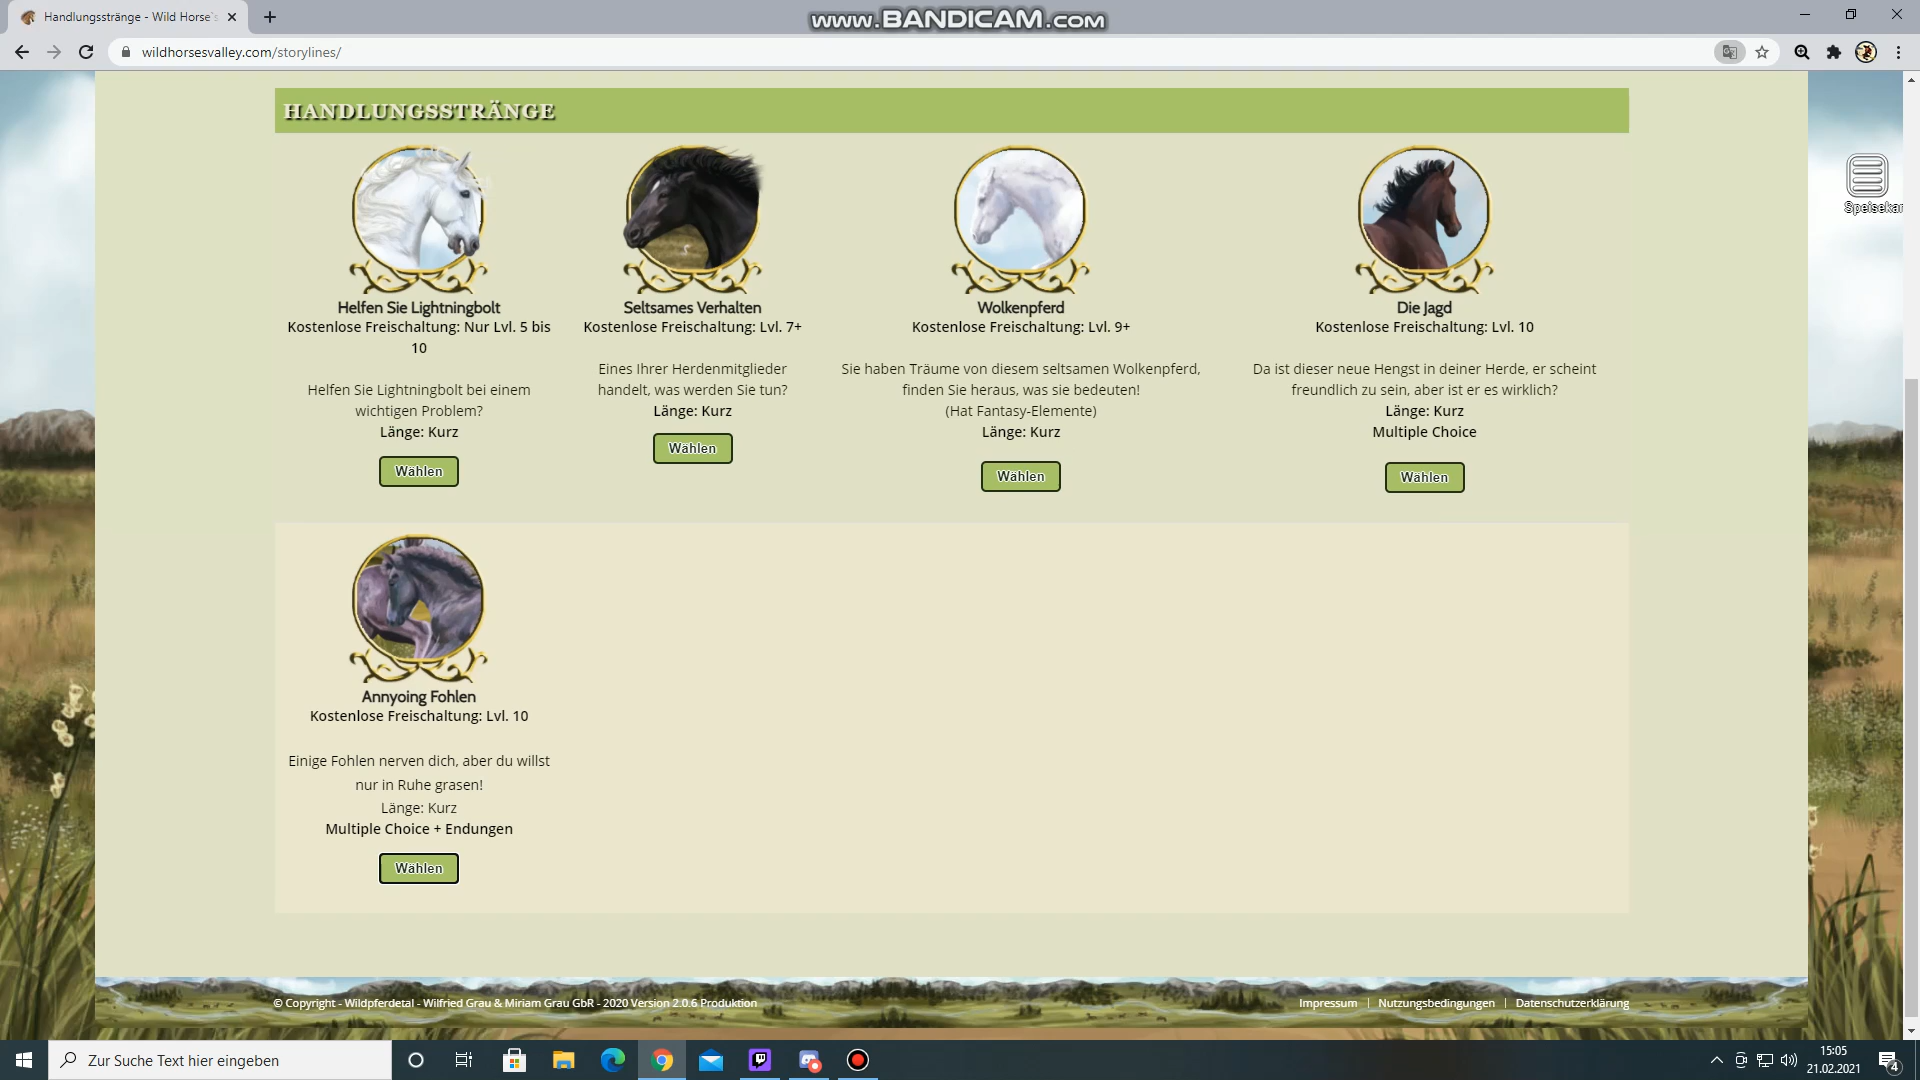 Handlungsstränge - Wild Horse's
www.BANDICAM.com
wildhorsesvalley.com/storylines/
HANDLUNGSSTRÄNGE
Helfen Sie Lightningbolt
Kostenlose Freischaltung: Nur Lvl. 5 bis
10
Helfen Sie Lightningbolt bei einem
wichtigen Problem?
Länge: Kurz
Wählen
Seltsames Verhalten
Kostenlose Freischaltung: Lvl. 7+
Eines Ihrer Herdenmitglieder
handelt, was werden Sie tun?
Länge: Kurz
Wählen
Wolkenpferd
Kostenlose Freischaltung: Lvl. 9+
Sie haben Träume von diesem seltsamen Wolkenpferd,
finden Sie heraus, was sie bedeuten!
(Hat Fantasy-Elemente)
Länge: Kurz
Wählen
Die Jagd
Kostenlose Freischaltung: Lvl. 10
Da ist dieser neue Hengst in deiner Herde, er scheint
freundlich zu sein, aber ist er es wirklich?
Länge: Kurz
Multiple Choice
Wählen
Speisekar
Annyoing Fohlen
Kostenlose Freischaltung: Lvl. 10
Einige Fohlen nerven dich, aber du willst
nur in Ruhe grasen!
Länge: Kurz
Multiple Choice + Endungen
Wählen
© Copyright - Wildpferdetal - Wilfried Grau & Miriam Grau GbR - 2020 Version 2.0.6 Produktion
Impressum | Nutzungsbedingungen | Datenschutzerklärung
Zur Suche Text hier eingeben
15:05
21.02.2021
4